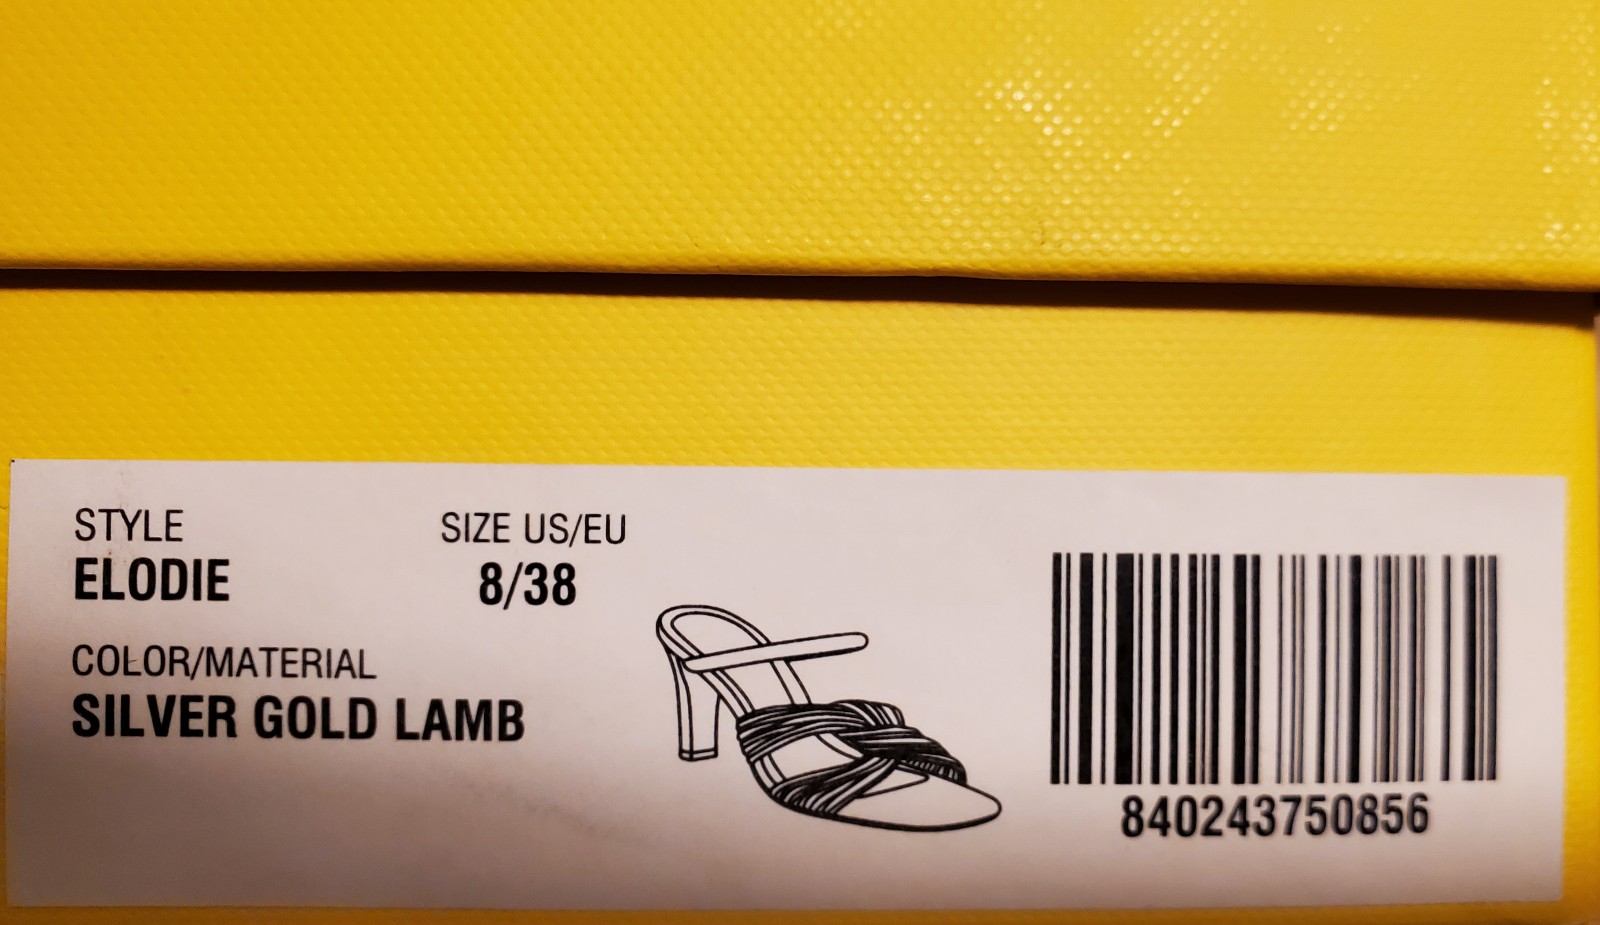 STYLE
ELODIE
SIZE US/EU
8/38
COLOR/MATERIAL
SILVER GOLD LAMB
840243750856